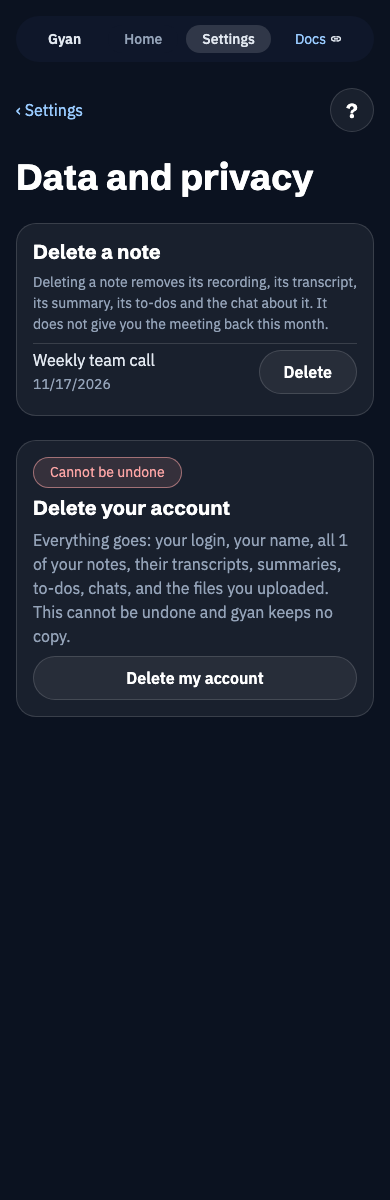 Gyan Home Settings Docs
‹ Settings
?
Data and privacy
Delete a note
Deleting a note removes its recording, its transcript,
its summary, its to-dos and the chat about it. It
does not give you the meeting back this month.
Weekly team call
11/17/2026
Delete
Cannot be undone
Delete your account
Everything goes: your login, your name, all 1
of your notes, their transcripts, summaries,
to-dos, chats, and the files you uploaded.
This cannot be undone and gyan keeps no
copy.
Delete my account